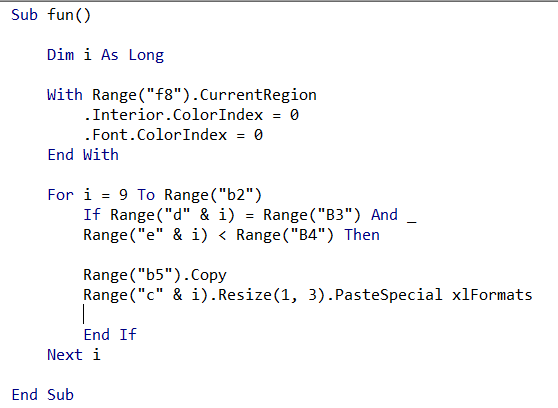 Sub fun()
Dim i As Long
With Range("f8").CurrentRegion
.Interior.ColorIndex = 0
.Font.ColorIndex = 0
End With
For i = 9 To Range("b2")
If Range("d" & i) = Range("B3") And _
Range("e" & i) < Range("B4") Then
Range("b5").Copy
Range("c" & i).Resize(1, 3).PasteSpecial xlFormats
End If
Next i
End Sub